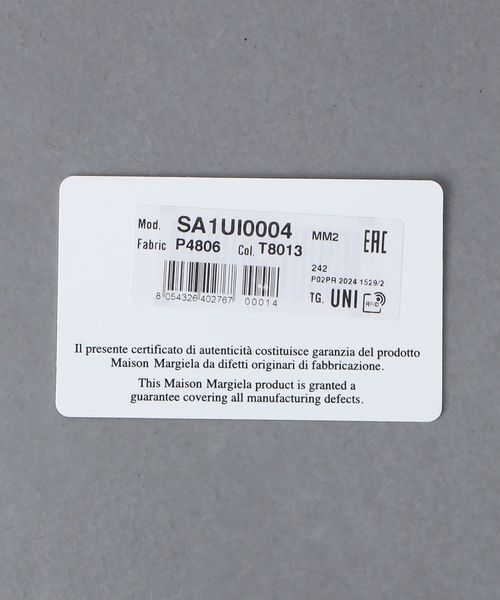 Mod. SA1UI0004 MM2 EAC
Fabric P4806 Col. T8013
242
P02PR 2024 1529/2
TG. UNI RFID
8 054326 402767 00014
Il presente certificato di autenticità costituisce garanzia del prodotto
Maison Margiela da difetti originari di fabbricazione.
This Maison Margiela product is granted a
guarantee covering all manufacturing defects.